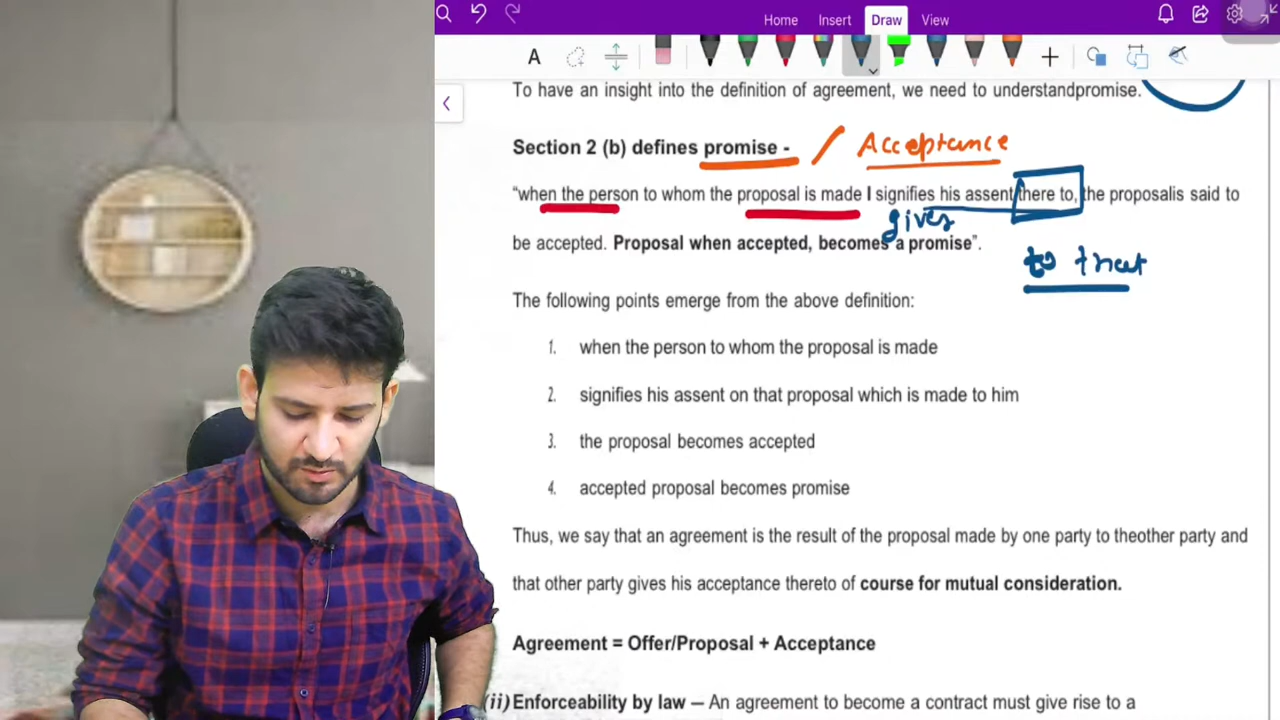 Home Insert Draw View
A
To have an insight into the definition of agreement, we need to understandpromise.
Section 2 (b) defines promise - / Acceptance
“when the person to whom the proposal is made I signifies his assent there to, the proposalis said to
gives
be accepted. Proposal when accepted, becomes a promise”.
to that
The following points emerge from the above definition:
1. when the person to whom the proposal is made
2. signifies his assent on that proposal which is made to him
3. the proposal becomes accepted
4. accepted proposal becomes promise
Thus, we say that an agreement is the result of the proposal made by one party to theother party and
that other party gives his acceptance thereto of course for mutual consideration.
Agreement = Offer/Proposal + Acceptance
(ii) Enforceability by law — An agreement to become a contract must give rise to a